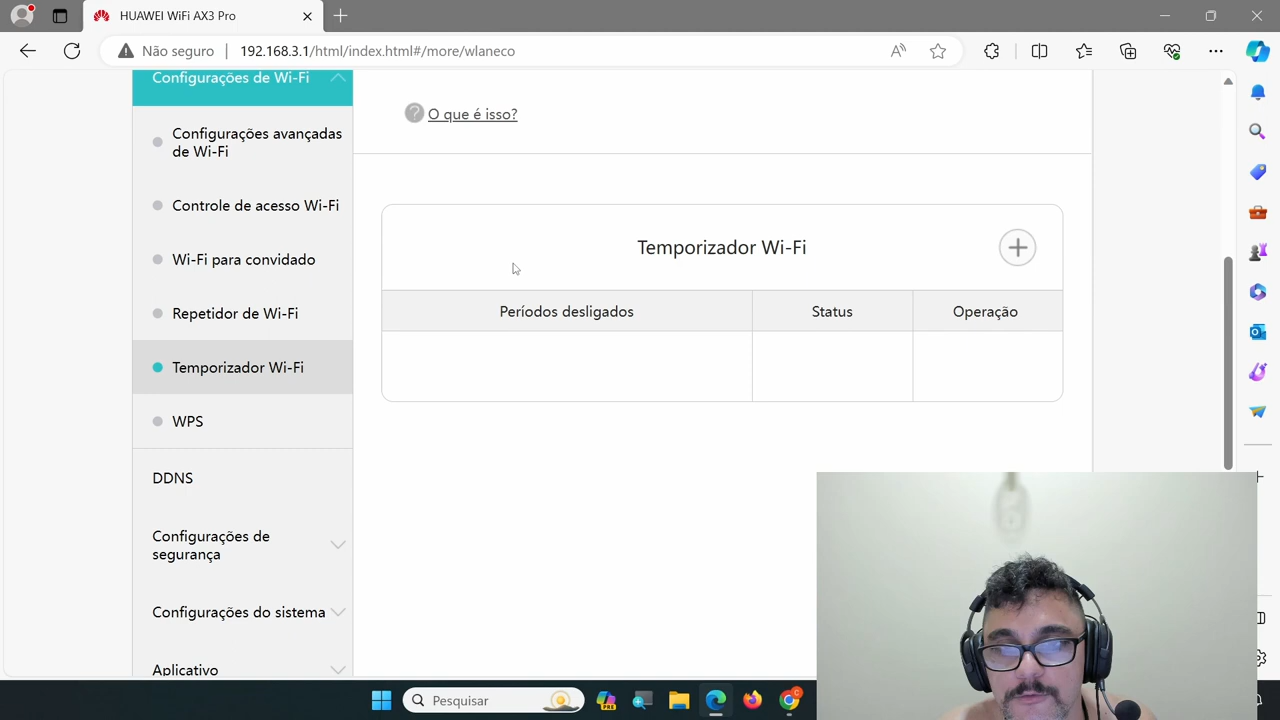 HUAWEI WiFi AX3 Pro
Não seguro
192.168.3.1/html/index.html#/more/wlaneco
Configurações de Wi-Fi
Configurações avançadas
de Wi-Fi
Controle de acesso Wi-Fi
Wi-Fi para convidado
Repetidor de Wi-Fi
Temporizador Wi-Fi
WPS
DDNS
Configurações de
segurança
Configurações do sistema
Aplicativo
O que é isso?
Temporizador Wi-Fi
Períodos desligados
Status
Operação
Pesquisar
PRE